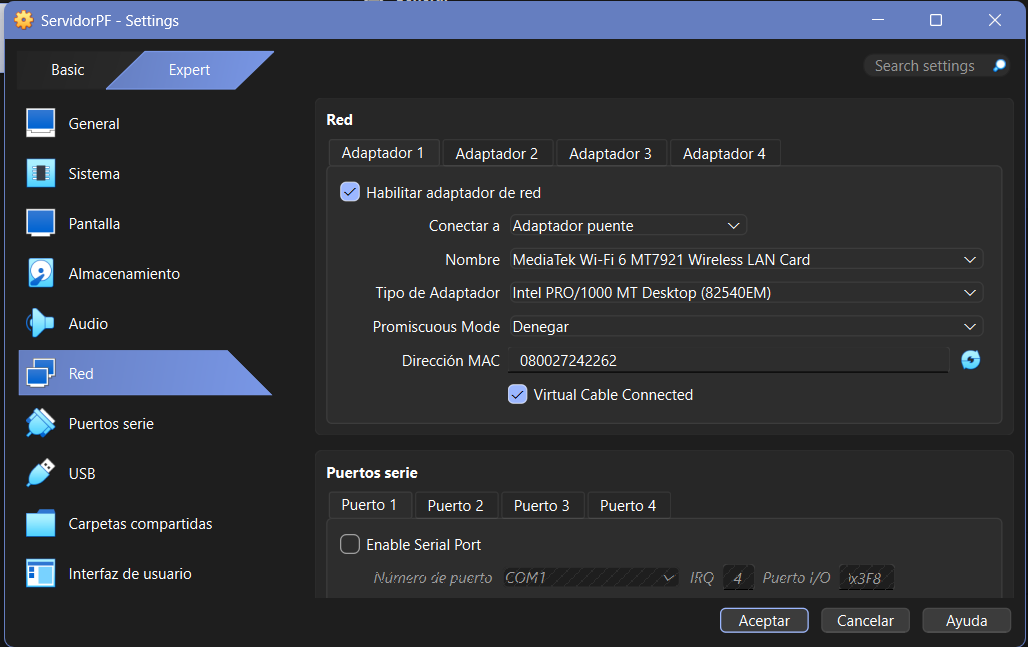 ServidorPF - Settings
Basic
Expert
Search settings
General
Sistema
Pantalla
Almacenamiento
Audio
Red
Puertos serie
USB
Carpetas compartidas
Interfaz de usuario
Red
Adaptador 1 Adaptador 2 Adaptador 3 Adaptador 4
Habilitar adaptador de red
Conectar a Adaptador puente
Nombre MediaTek Wi-Fi 6 MT7921 Wireless LAN Card
Tipo de Adaptador Intel PRO/1000 MT Desktop (82540EM)
Promiscuous Mode Denegar
Dirección MAC 080027242262
Virtual Cable Connected
Puertos serie
Puerto 1 Puerto 2 Puerto 3 Puerto 4
Enable Serial Port
Número de puerto COM1 IRQ 4 Puerto i/O 0x3F8
Aceptar Cancelar Ayuda